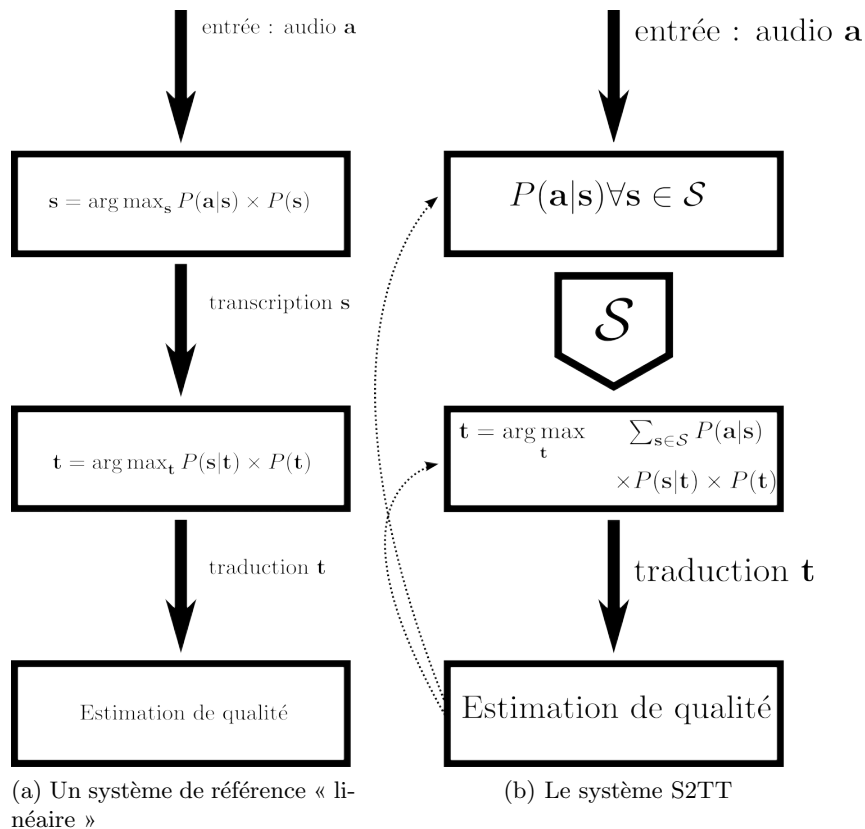 entrée : audio a
s = arg max_s P(a|s) × P(s)
transcription s
t = arg max_t P(s|t) × P(t)
traduction t
Estimation de qualité
(a) Un système de référence « li-
néaire »
entrée : audio a
P(a|s)∀s ∈ 𝒮
𝒮
t = arg max_t ∑_{s∈𝒮} P(a|s)
×P(s|t) × P(t)
traduction t
Estimation de qualité
(b) Le système S2TT